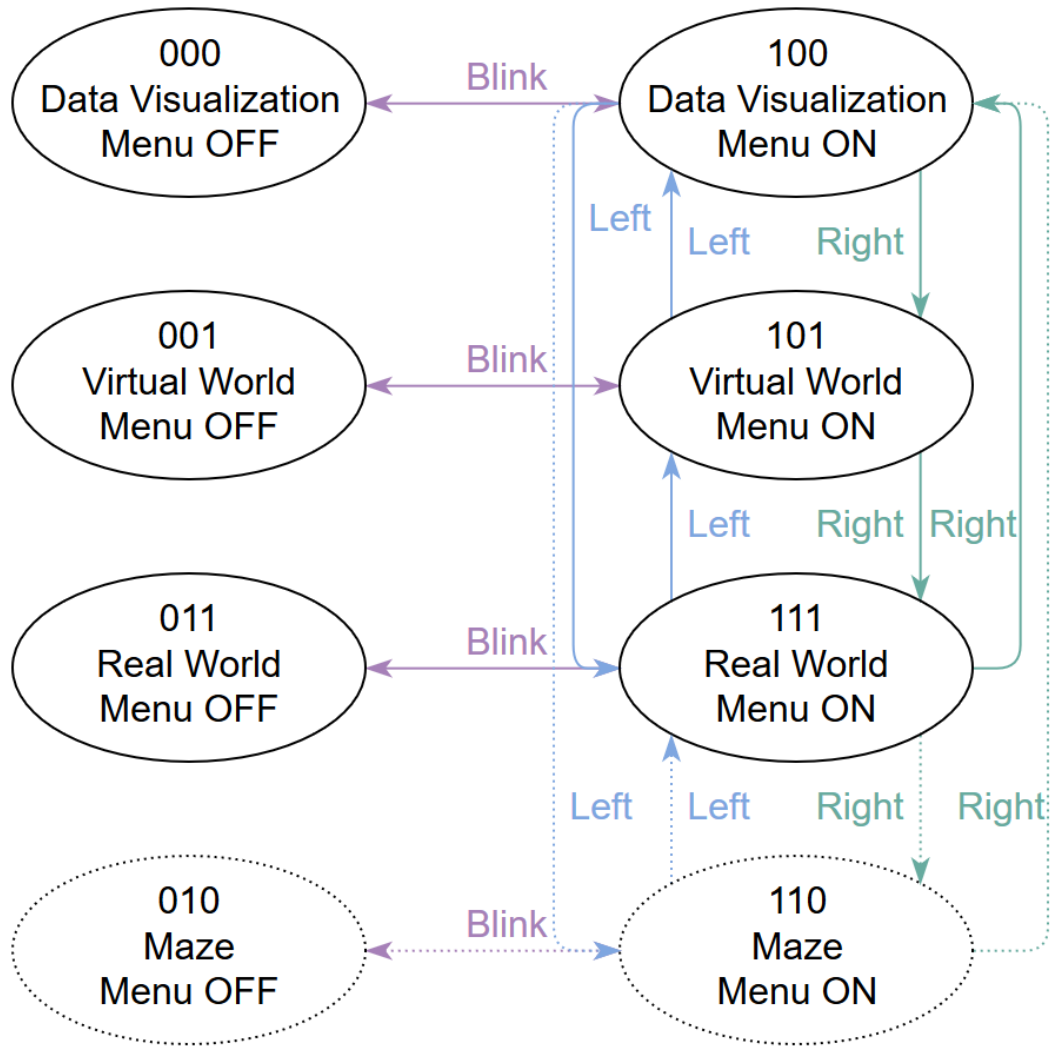 000
Data Visualization
Menu OFF
Blink
100
Data Visualization
Menu ON
Left
Left
Right
001
Virtual World
Menu OFF
Blink
101
Virtual World
Menu ON
Left
Right
Right
011
Real World
Menu OFF
Blink
111
Real World
Menu ON
Left
Left
Right
Right
010
Maze
Menu OFF
Blink
110
Maze
Menu ON